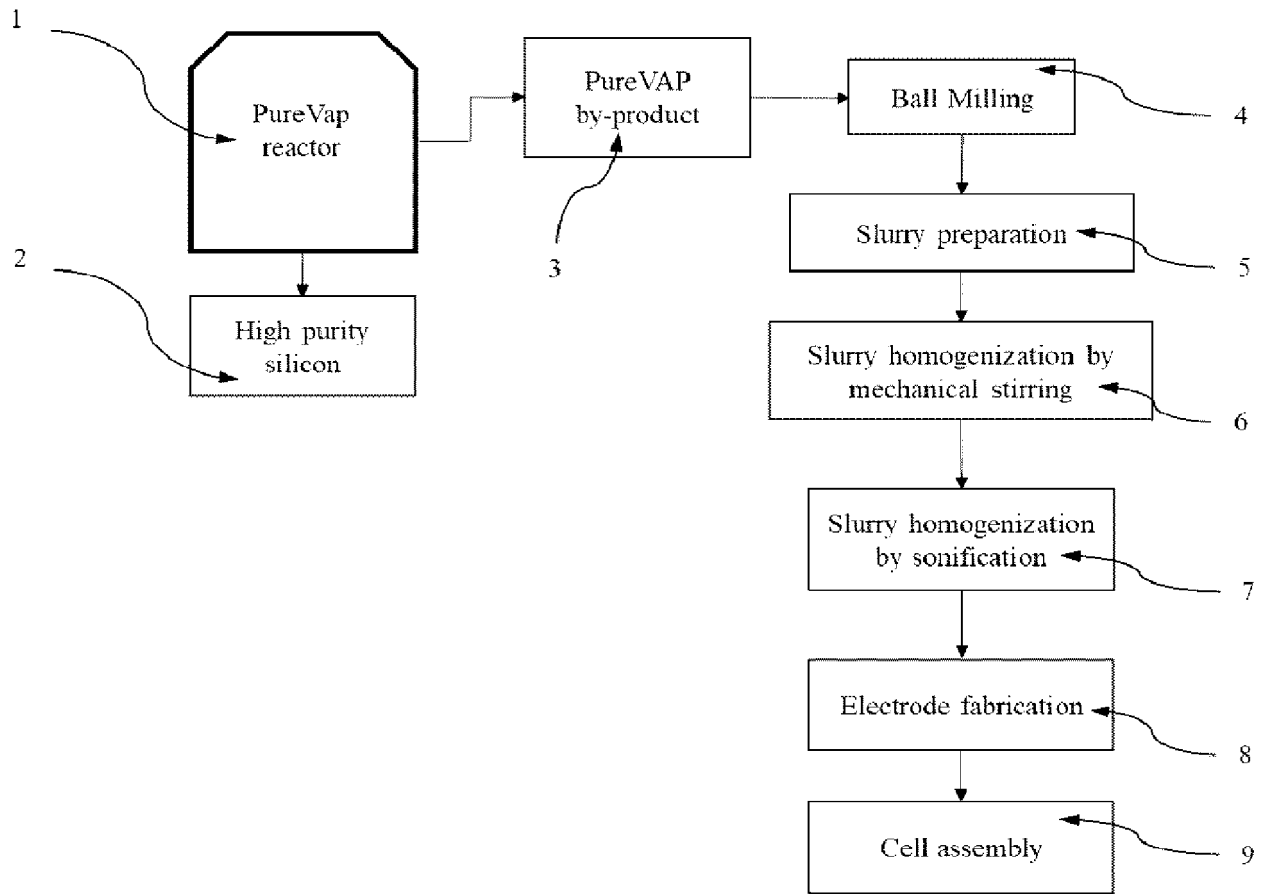 1
PureVap
reactor
2
High purity
silicon
PureVAP
by-product
3
Ball Milling
4
Slurry preparation
5
Slurry homogenization by
mechanical stirring
6
Slurry homogenization
by sonification
7
Electrode fabrication
8
Cell assembly
9